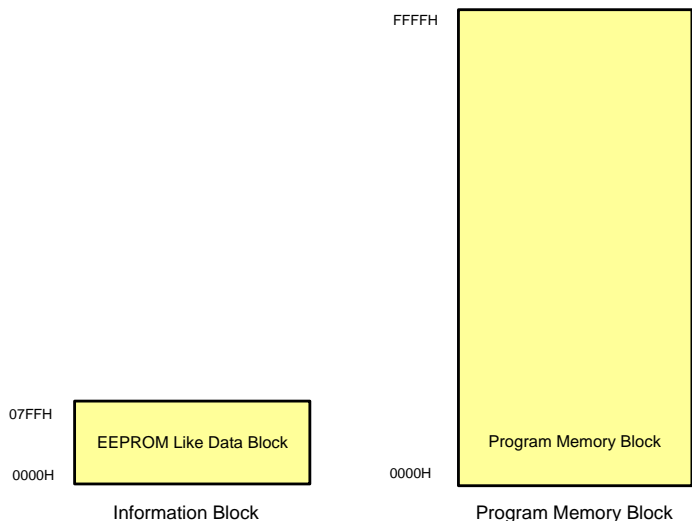 FFFFH
07FFH
EEPROM Like Data Block
Program Memory Block
0000H
0000H
Information Block
Program Memory Block